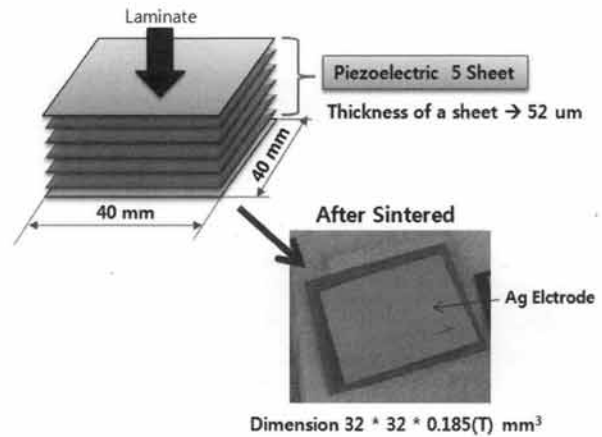 Laminate
Piezoelectric 5 Sheet
Thickness of a sheet → 52 um
40 mm
40 mm
After Sintered
Ag Elctrode
Dimension 32 * 32 * 0.185(T) mm³